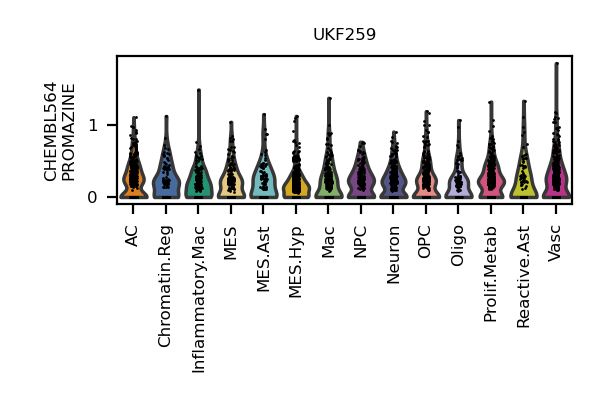 UKF259
CHEMBL564
PROMAZINE
1
0
AC
Chromatin.Reg
Inflammatory.Mac
MES
MES.Ast
MES.Hyp
Mac
NPC
Neuron
OPC
Oligo
Prolif.Metab
Reactive.Ast
Vasc